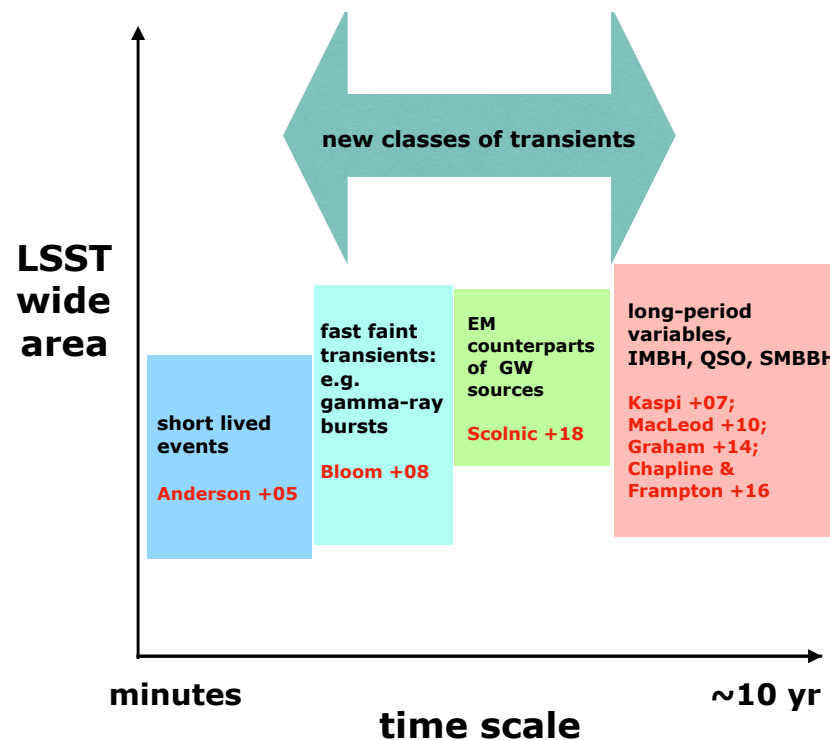 new classes of transients
LSST
wide
area
short lived
events
Anderson +05
fast faint
transients:
e.g.
gamma-ray
bursts
Bloom +08
EM
counterparts
of GW
sources
Scolnic +18
long-period
variables,
IMBH, QSO, SMBBH
Kaspi +07;
MacLeod +10;
Graham +14;
Chapline &
Frampton +16
minutes
~10 yr
time scale